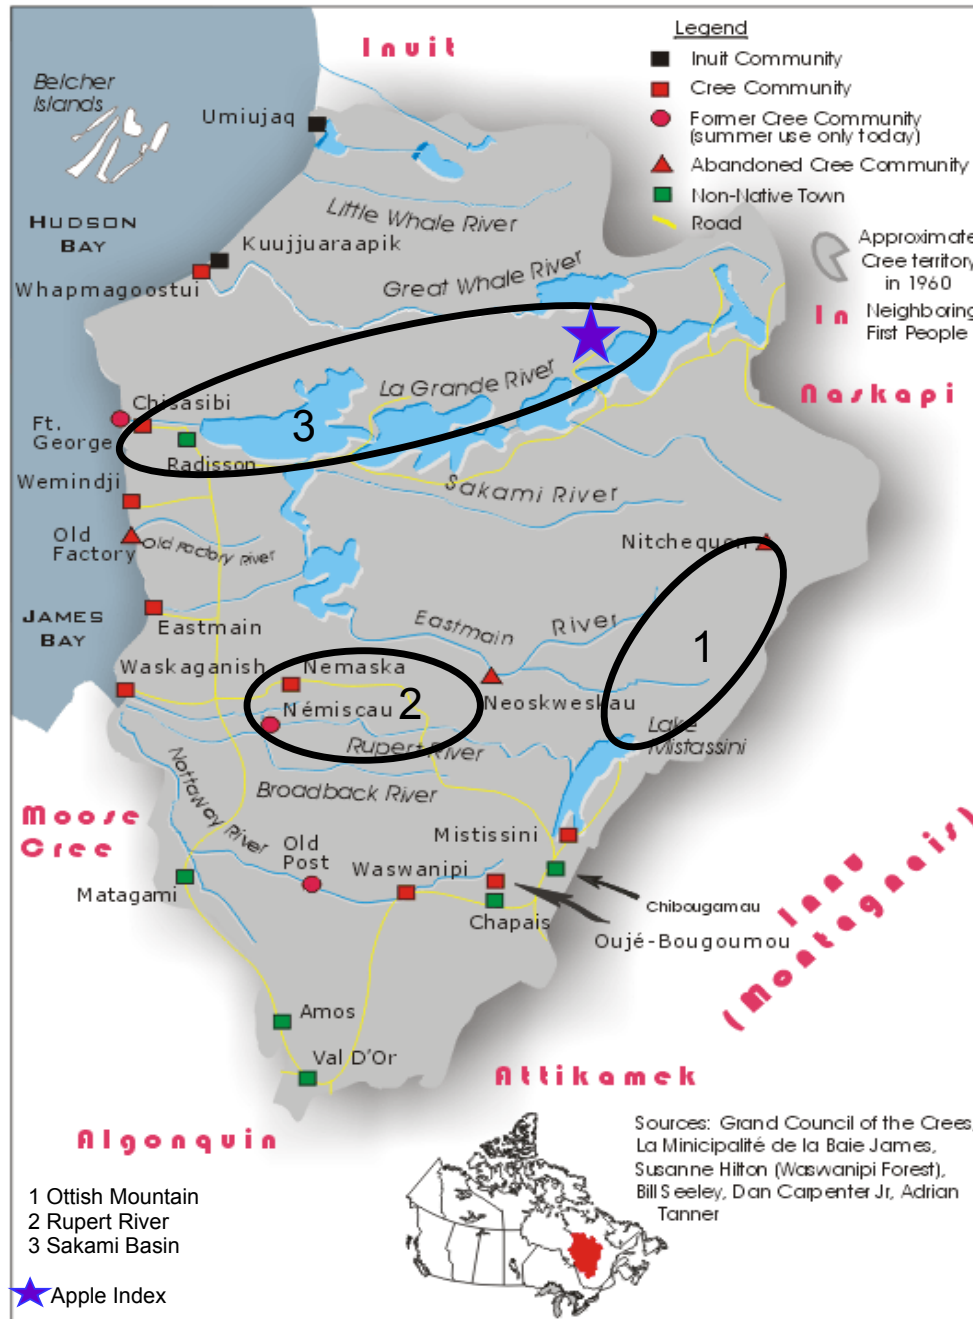 Inuit
Legend
Inuit Community
Cree Community
Former Cree Community
(summer use only today)
Abandoned Cree Community
Non-Native Town
Road
Approximate
Cree territory
in 1960
In
Neighboring
First People
Belcher
Islands
Umiujaq
HUDSON
BAY
Little Whale River
Kuujjuaraapik
Whapmagoostui
Great Whale River
Naskapi
La Grande River
Chisasibi
3
Ft.
George
Radisson
Wemindji
Sakami River
Old
Factory
Old Factory River
Nitchequon
JAMES
BAY
Eastmain
Eastmain River
1
Waskaganish
Nemaska
Némiscau
2
Neoskweskau
Rupert River
Lake
Mistassini
Nottaway River
Broadback River
Moose
Cree
Mistissini
Old
Post
Waswanipi
Matagami
Chapais
Chibougamau
Oujé-Bougoumou
Innu
(Montagnais)
Amos
Val D'Or
Attikamek
Algonquin
Sources: Grand Council of the Crees,
La Minicipalité de la Baie James,
Susanne Hilton (Waswanipi Forest),
Bill Seeley, Dan Carpenter Jr, Adrian
Tanner
1 Ottish Mountain
2 Rupert River
3 Sakami Basin
Apple Index